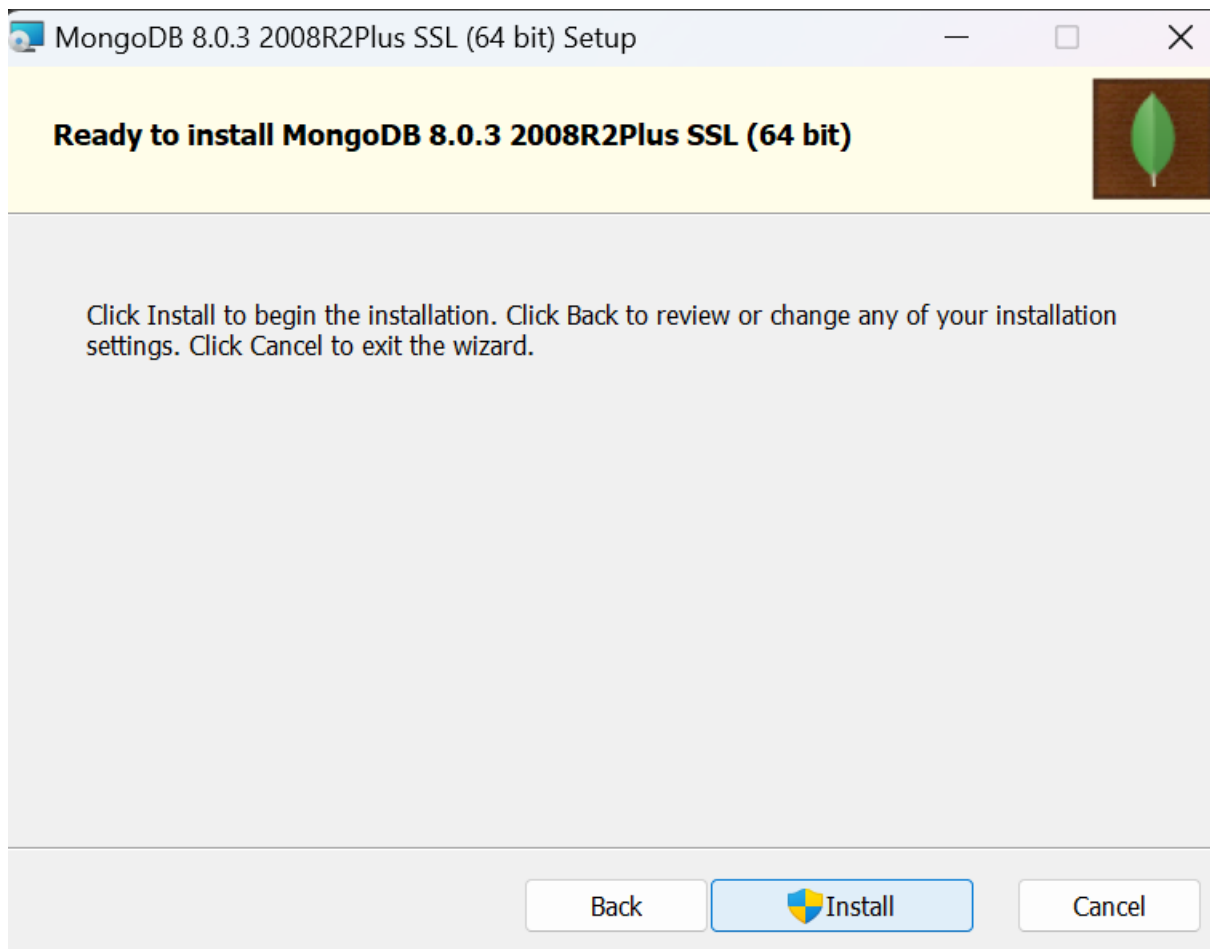 MongoDB 8.0.3 2008R2Plus SSL (64 bit) Setup
Ready to install MongoDB 8.0.3 2008R2Plus SSL (64 bit)
Click Install to begin the installation. Click Back to review or change any of your installation
settings. Click Cancel to exit the wizard.
Back
Install
Cancel